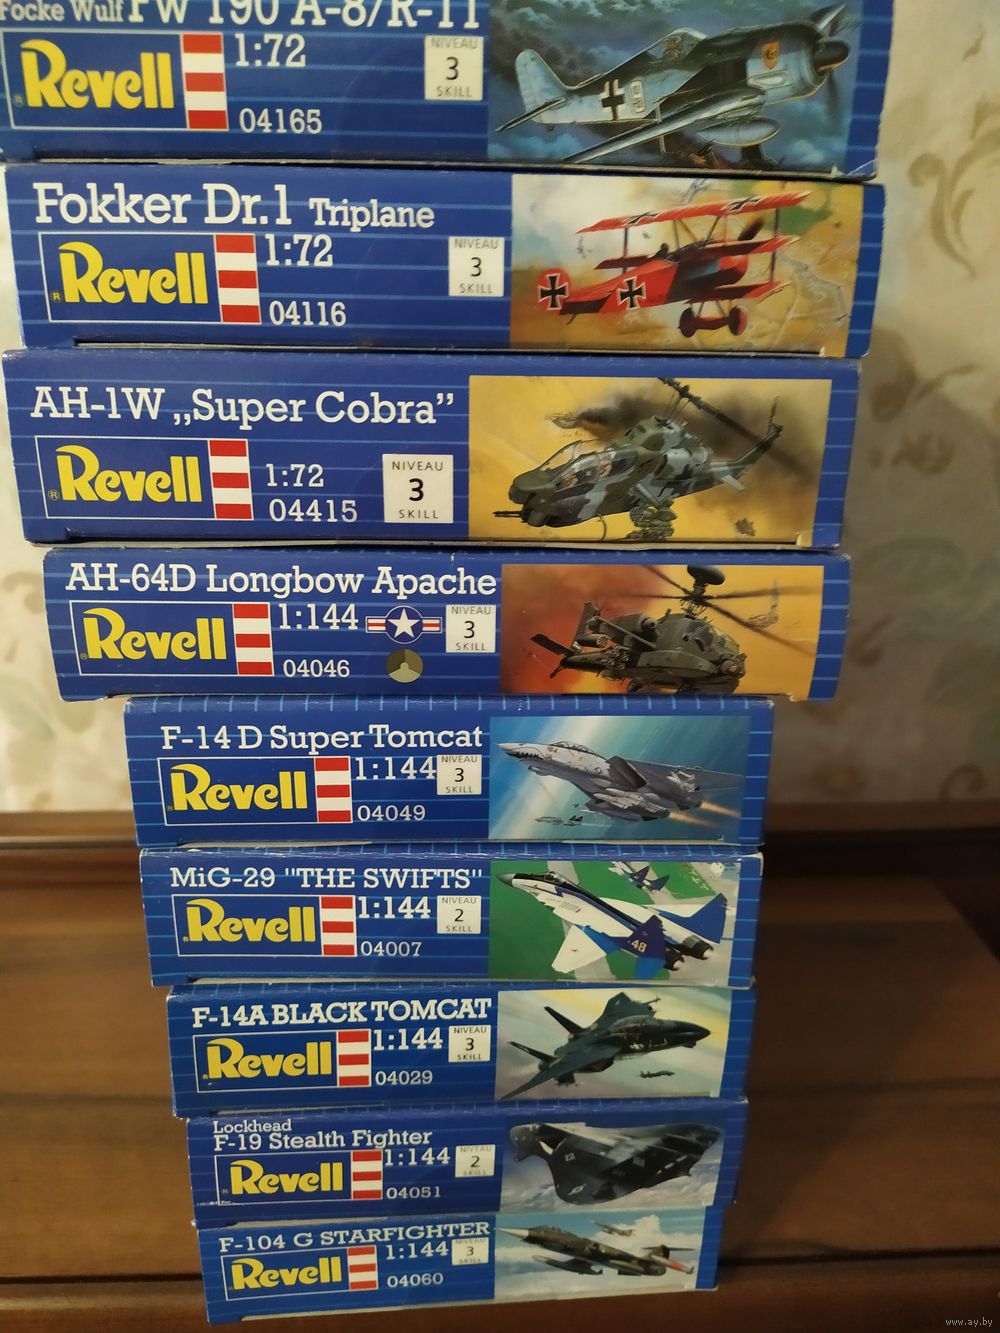 Focke Wulf FW 190 A-8/R-11
Revell
1:72
04165
NIVEAU
3
SKILL
Fokker Dr.1 Triplane
Revell
1:72
04116
NIVEAU
3
SKILL
AH-1W „Super Cobra”
Revell
1:72
04415
NIVEAU
3
SKILL
AH-64D Longbow Apache
Revell
1:144
04046
NIVEAU
3
SKILL
F-14 D Super Tomcat
Revell
1:144
04049
NIVEAU
3
SKILL
MiG-29 "THE SWIFTS"
Revell
1:144
04007
NIVEAU
2
SKILL
48
F-14A BLACK TOMCAT
Revell
1:144
04029
NIVEAU
3
SKILL
Lockhead
F-19 Stealth Fighter
Revell
1:144
04051
NIVEAU
2
SKILL
F-104 G STARFIGHTER
Revell
1:144
04060
NIVEAU
3
SKILL
www.ay.by